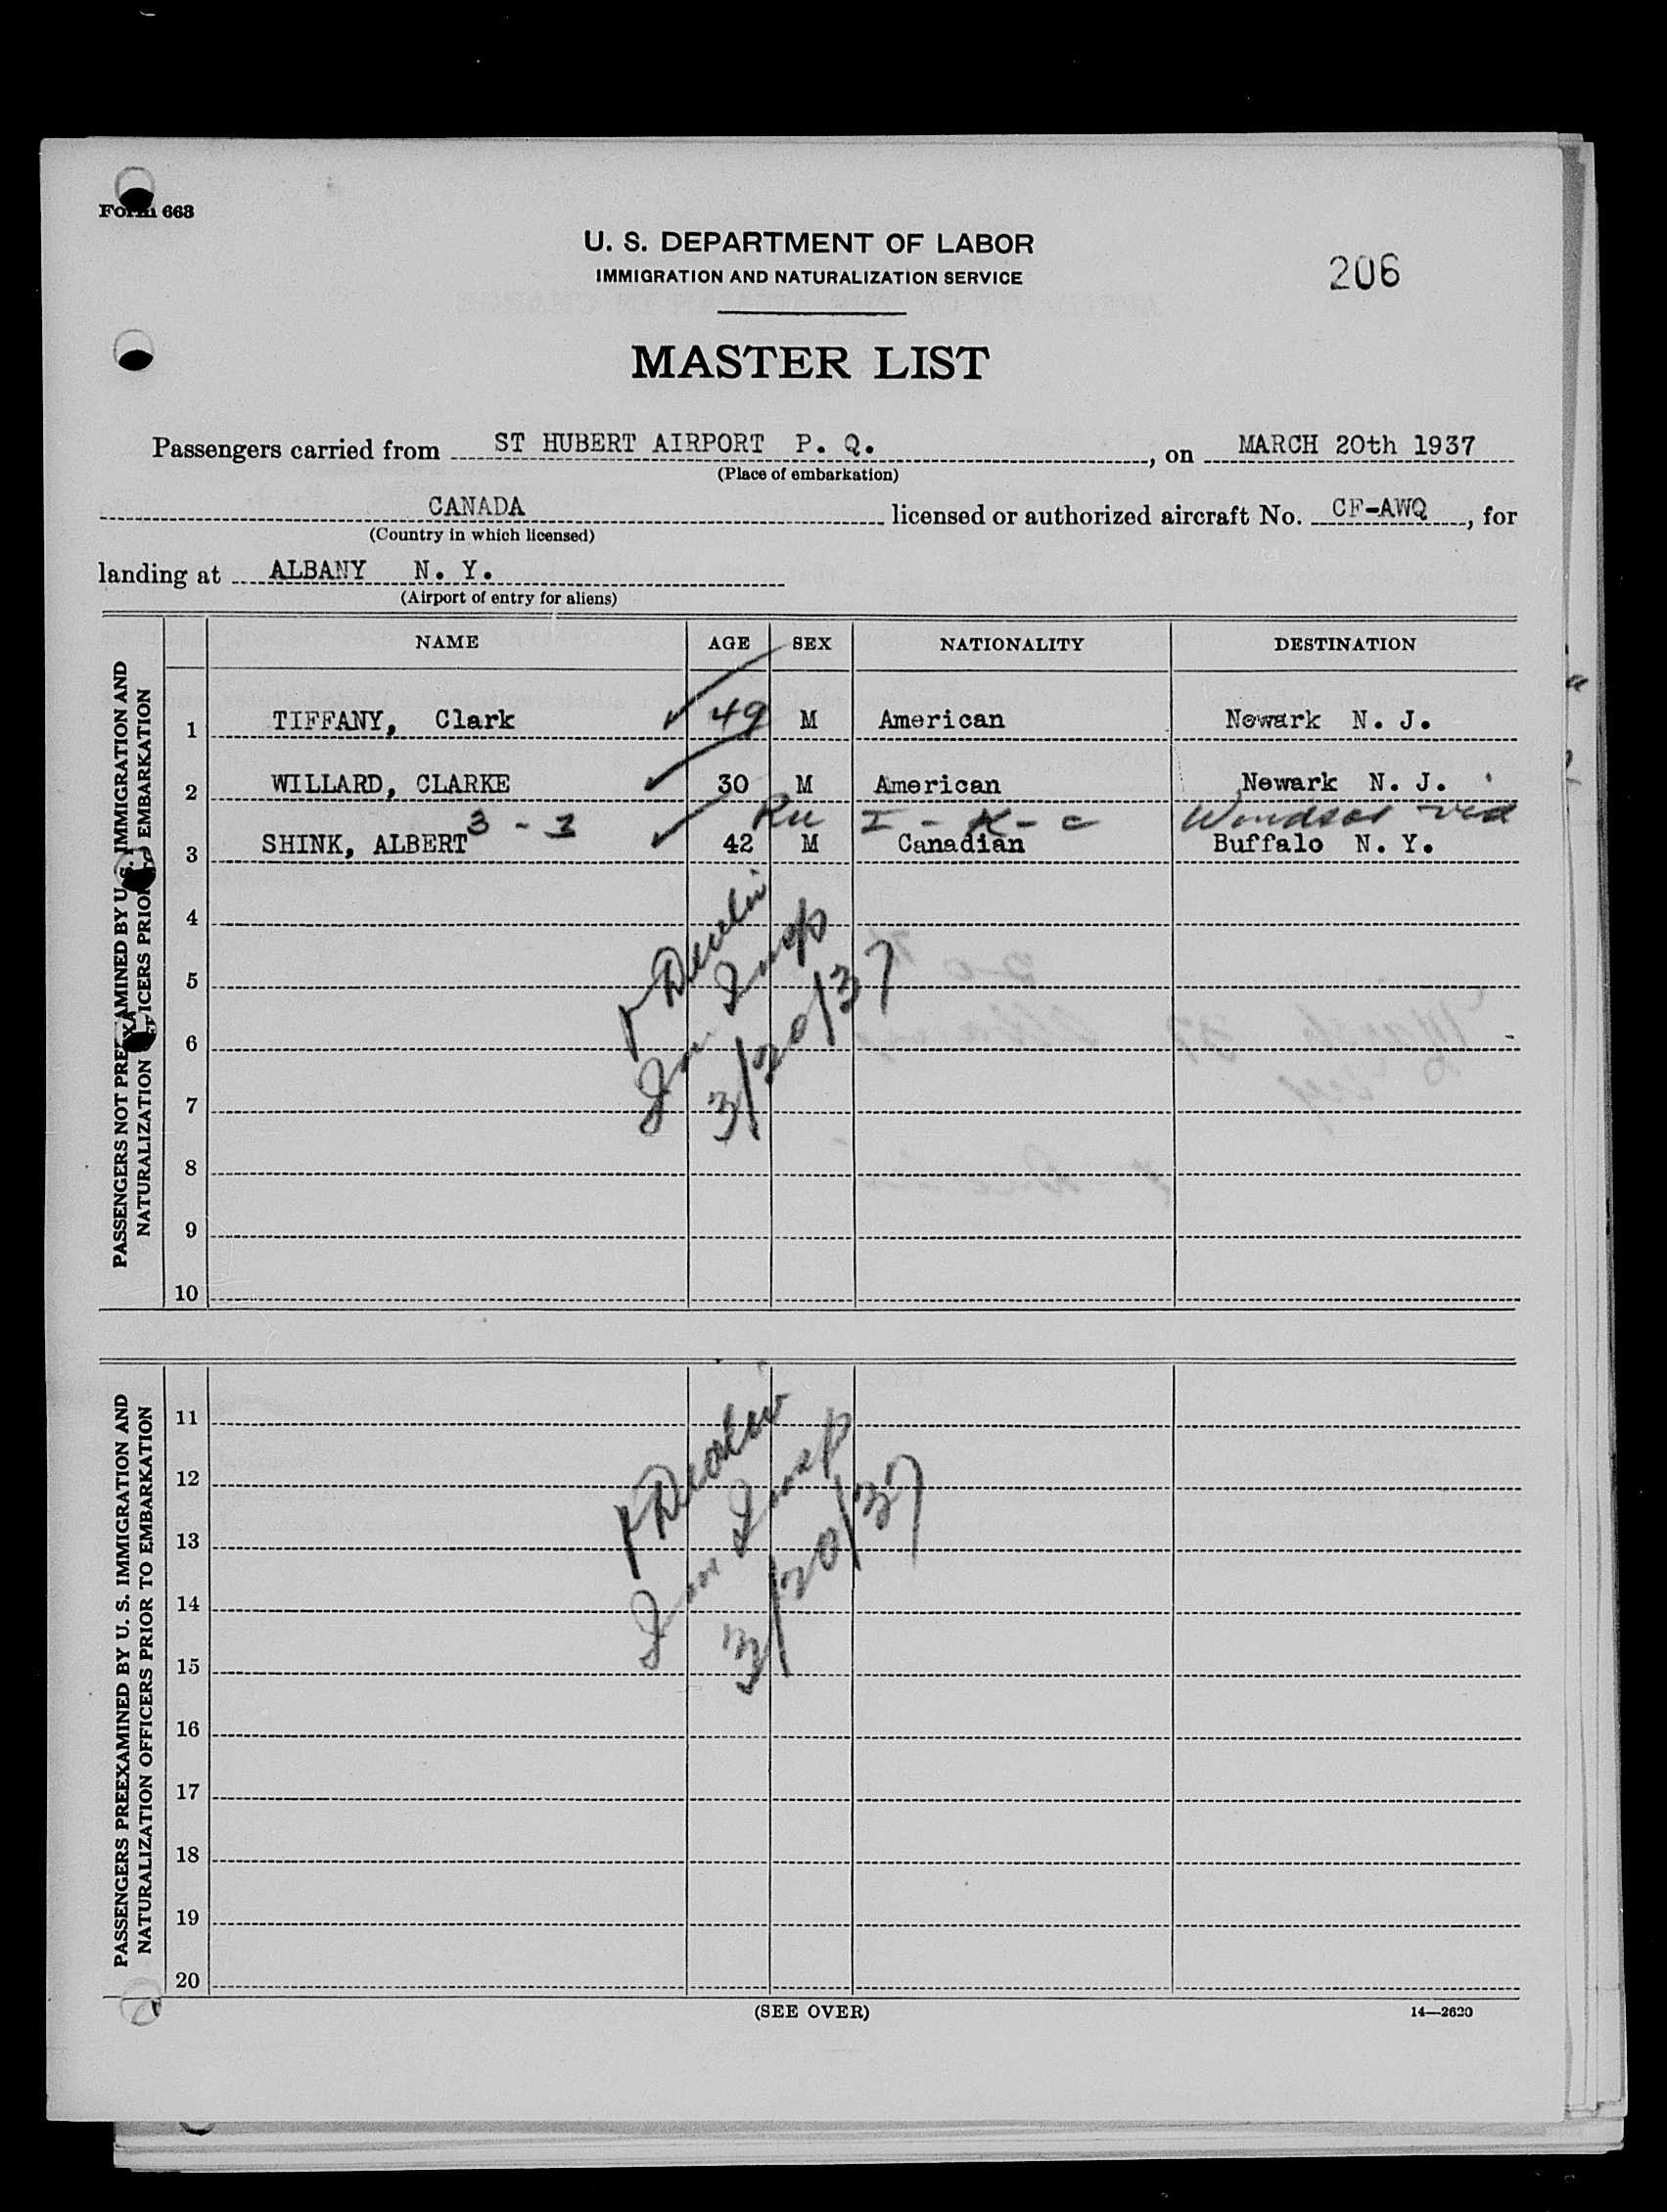 Form 663
U. S. DEPARTMENT OF LABOR
IMMIGRATION AND NATURALIZATION SERVICE
206
MASTER LIST
Passengers carried from ST HUBERT AIRPORT P. Q. , on MARCH 20th 1937
(Place of embarkation)
CANADA licensed or authorized aircraft No. CF-AWQ, for
(Country in which licensed)
landing at ALBANY N. Y.
(Airport of entry for aliens)
NAME AGE SEX NATIONALITY DESTINATION
PASSENGERS NOT PREEXAMINED BY U. S. IMMIGRATION AND
NATURALIZATION OFFICERS PRIOR TO EMBARKATION
1 TIFFANY, Clark 49 M American Newark N. J.
2 WILLARD, CLARKE 30 M American Newark N. J.
3 - 3 I - K - C Windsor
3 SHINK, ALBERT 42 M Canadian Buffalo N. Y.
4
5
6
7
8
9
10
Imm Insp
3/20/37
PASSENGERS PREEXAMINED BY U. S. IMMIGRATION AND
NATURALIZATION OFFICERS PRIOR TO EMBARKATION
11
12
13
14
15
16
17
18
19
20
Imm Insp
3/20/37
(SEE OVER)
14—2620